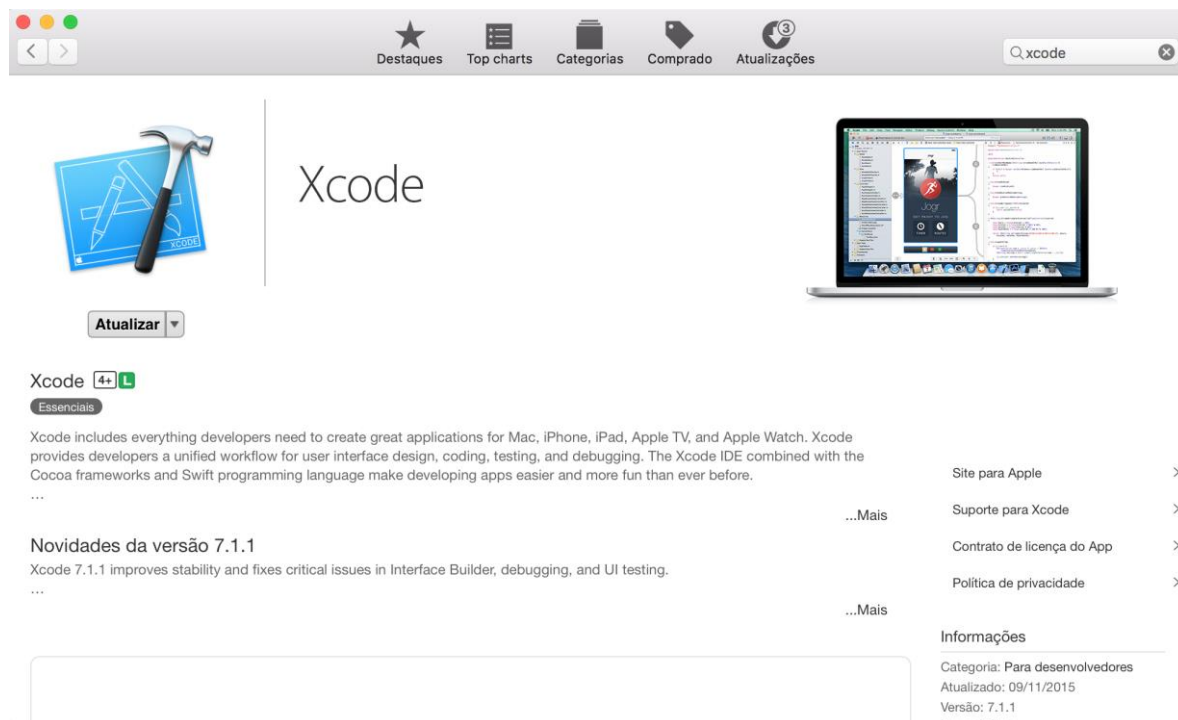 3
Destaques Top charts Categorias Comprado Atualizações
xcode
XCODE
Xcode
Jogr
Atualizar
Xcode 4+ L
Essenciais
Xcode includes everything developers need to create great applications for Mac, iPhone, iPad, Apple TV, and Apple Watch. Xcode
provides developers a unified workflow for user interface design, coding, testing, and debugging. The Xcode IDE combined with the
Cocoa frameworks and Swift programming language make developing apps easier and more fun than ever before.
...
...Mais
Novidades da versão 7.1.1
Xcode 7.1.1 improves stability and fixes critical issues in Interface Builder, debugging, and UI testing.
...
...Mais
Site para Apple
Suporte para Xcode
Contrato de licença do App
Política de privacidade
Informações
Categoria: Para desenvolvedores
Atualizado: 09/11/2015
Versão: 7.1.1